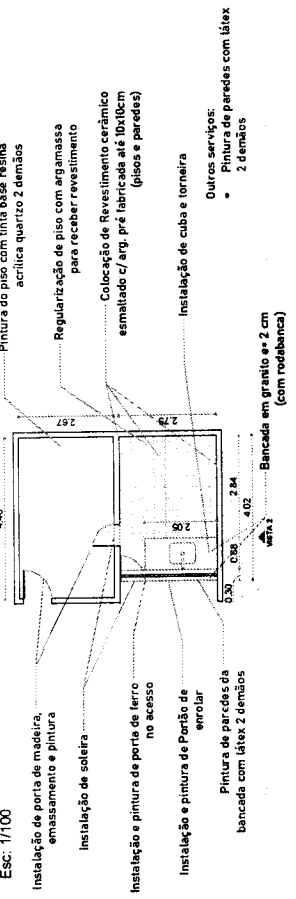 Esc: 1/100
Instalação de porta de madeira,
emassamento e pintura
Instalação de soleira
Instalação e pintura de porta de ferro
no acesso
Instalação e pintura de Portão de
enrolar
Pintura de paredes da
bancada com látex 2 demãos
2.67
2.75
2.05
0.30
0.88
2.84
4.02
VISTA 2
Pintura do piso com tinta base resina
acrílica quartzo 2 demãos
Regularização de piso com argamassa
para receber revestimento
Colocação de Revestimento cerâmico
esmaltado c/ arg. pré fabricada até 10x10cm
(pisos e paredes)
Instalação de cuba e torneira
Outros serviços:
• Pintura de paredes com látex
2 demãos
Bancada em granito e= 2 cm
(com rodabanca)